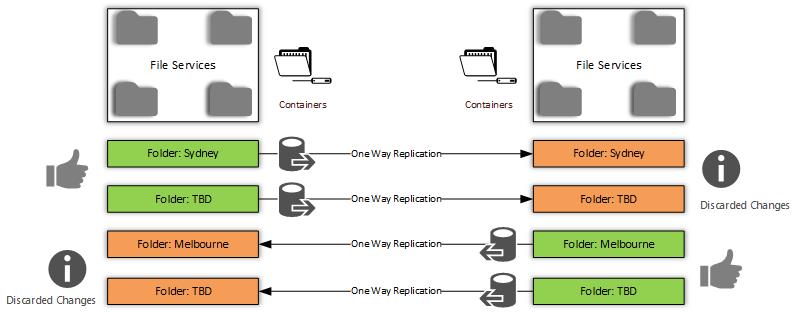 File Services
File Services
Containers
Containers
Folder: Sydney
One Way Replication
Folder: Sydney
Folder: TBD
One Way Replication
Folder: TBD
Discarded Changes
Folder: Melbourne
One Way Replication
Folder: Melbourne
Discarded Changes
Folder: TBD
One Way Replication
Folder: TBD